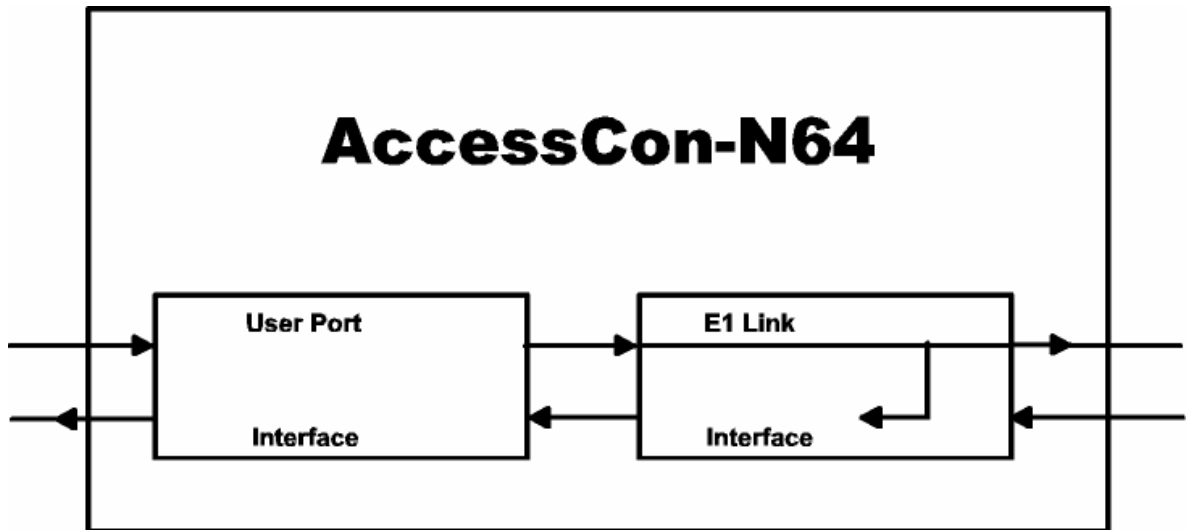 AccessCon-N64
User Port
Interface
E1 Link
Interface